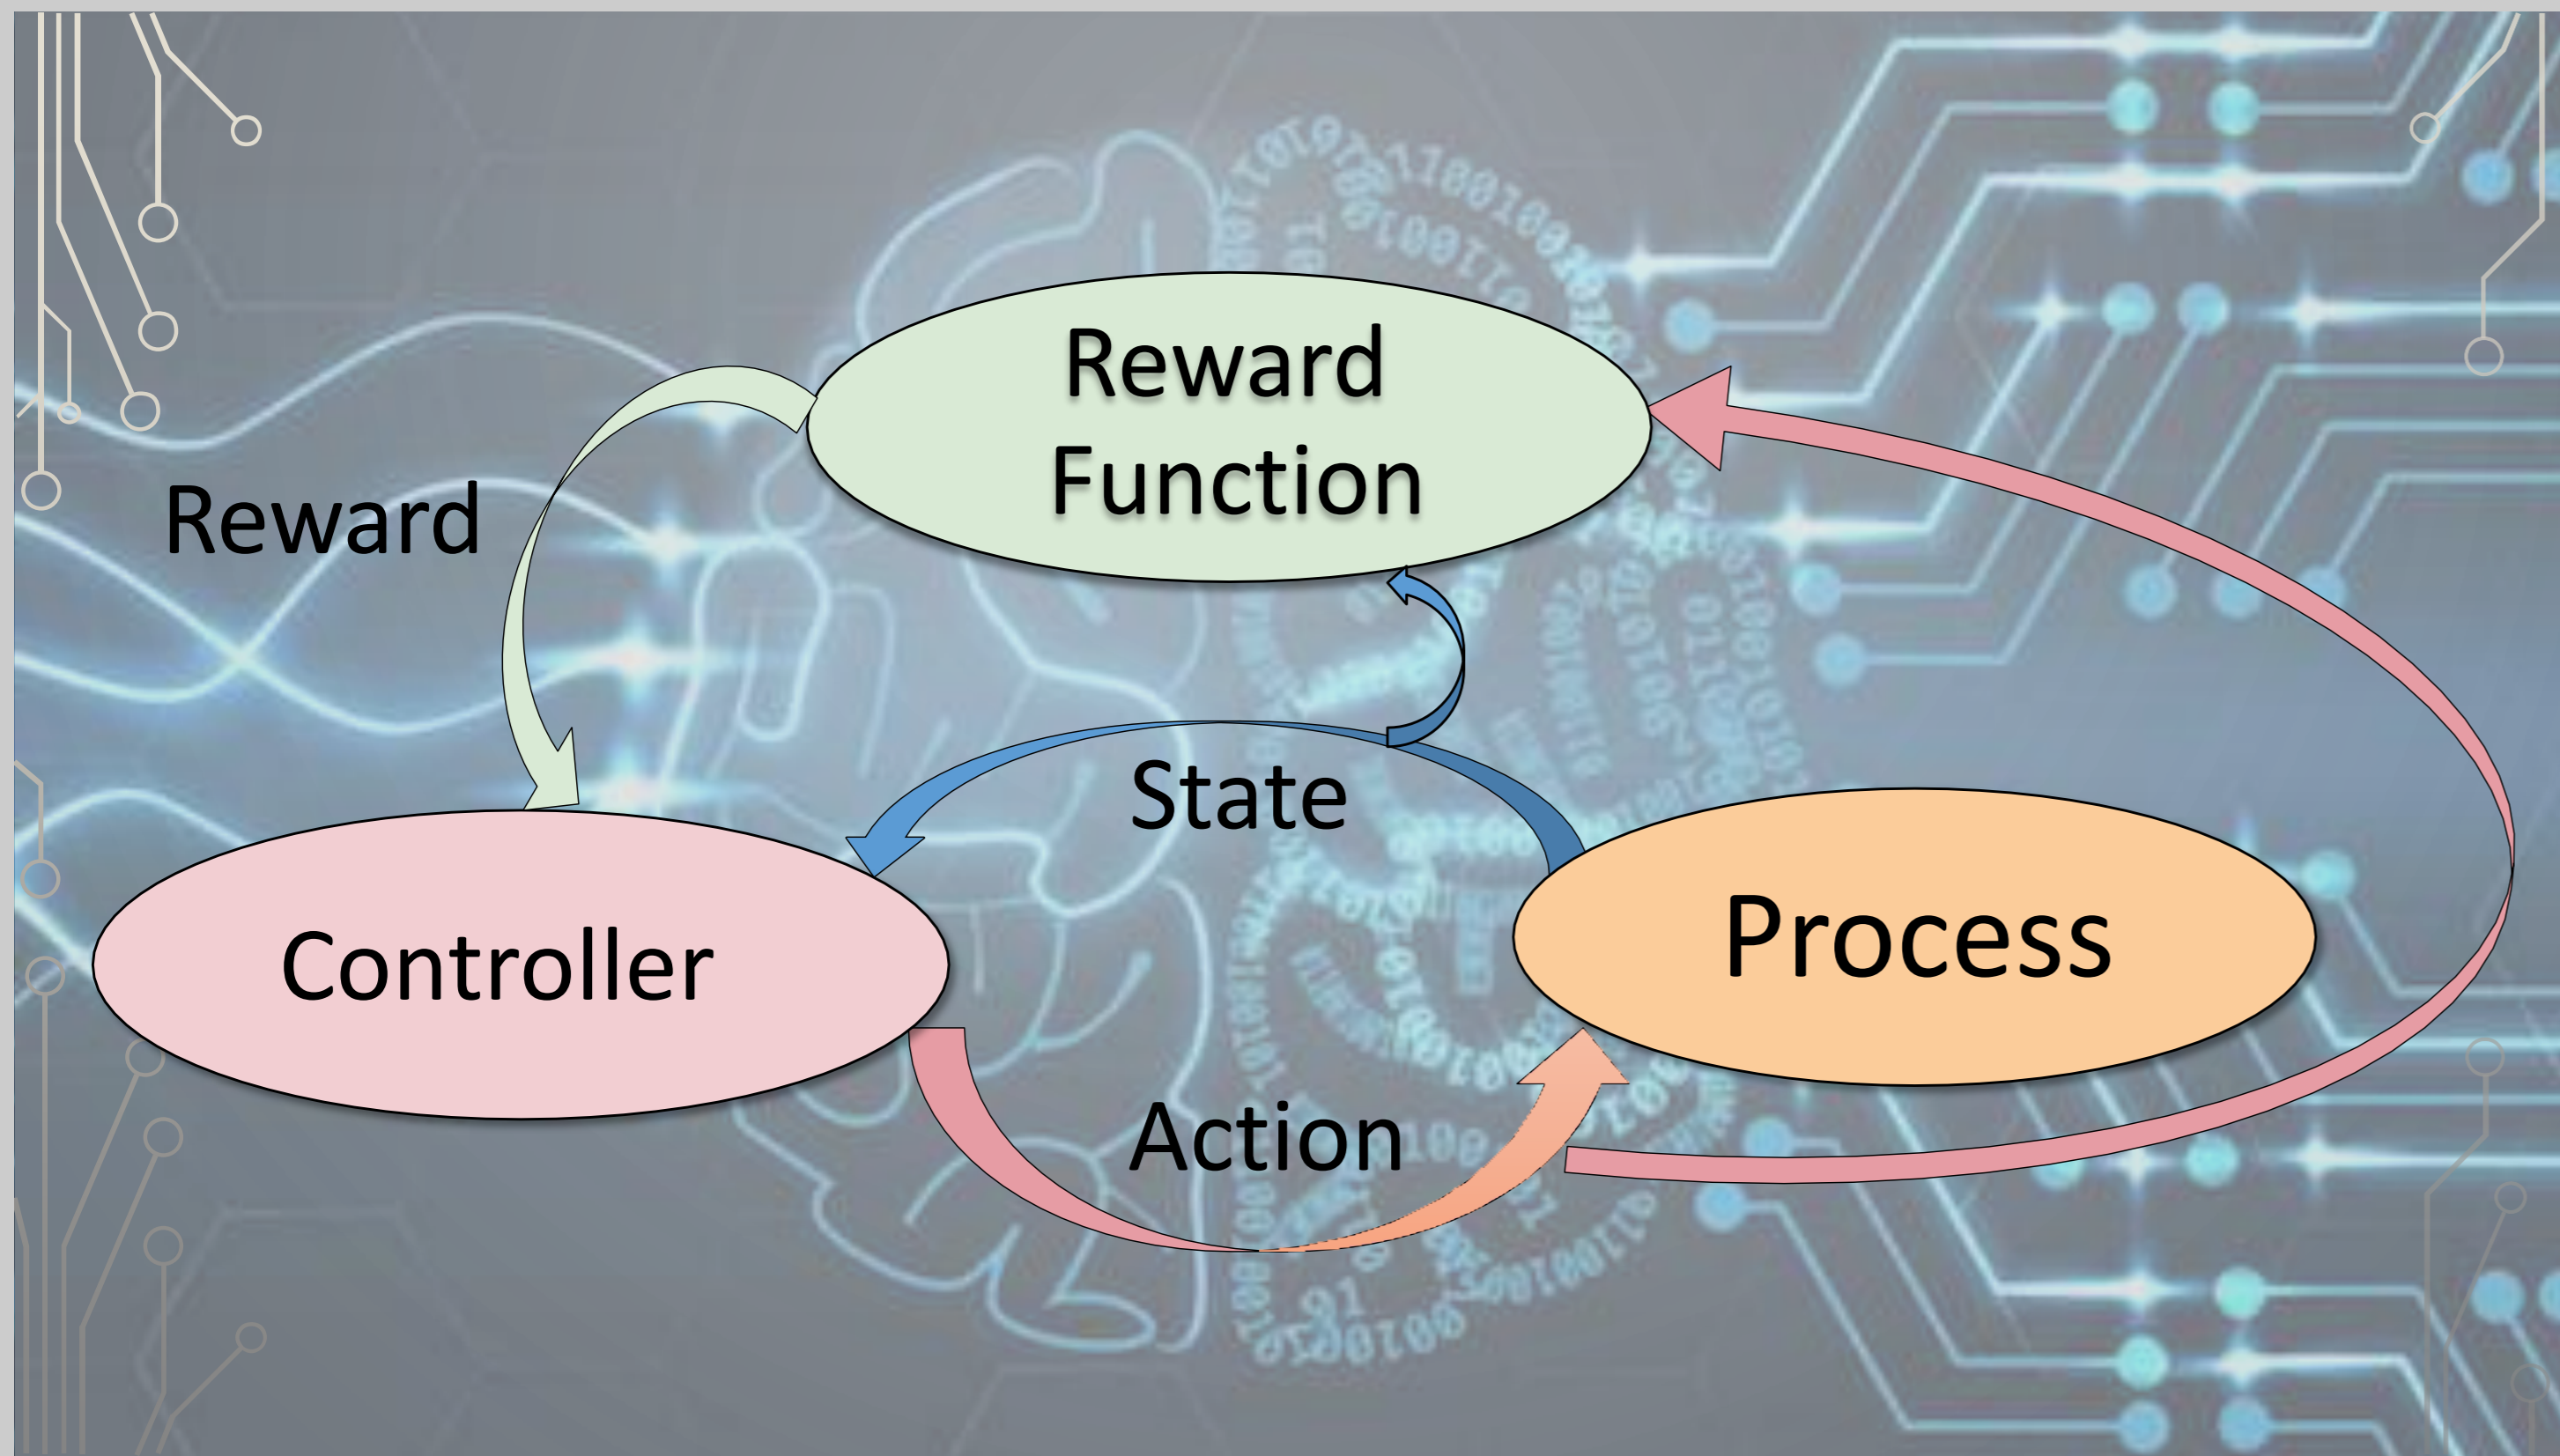 Reward
Function
Reward
State
Controller
Process
Action